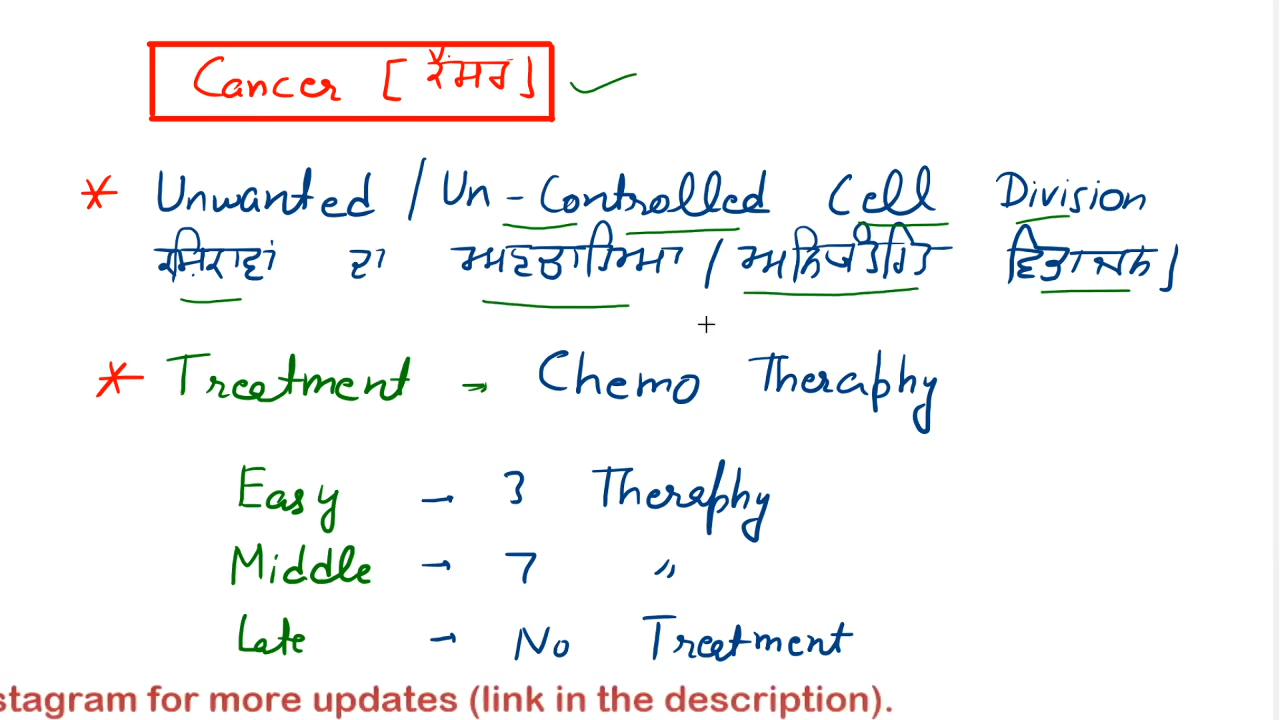 Cancer [ਕੈਂਸਰ]
* Unwanted / Un-Controlled Cell Division
ਕੋਸ਼ਿਕਾਵਾਂ ਦਾ ਅਣਚਾਹਿਆ / ਅਨਿਯੰਤਰਿਤ ਵਿਭਾਜਨ।
* Treatment → Chemo Theraphy
Easy → 3 Theraphy
Middle → 7 "
Late → No Treatment
stagram for more updates (link in the description).